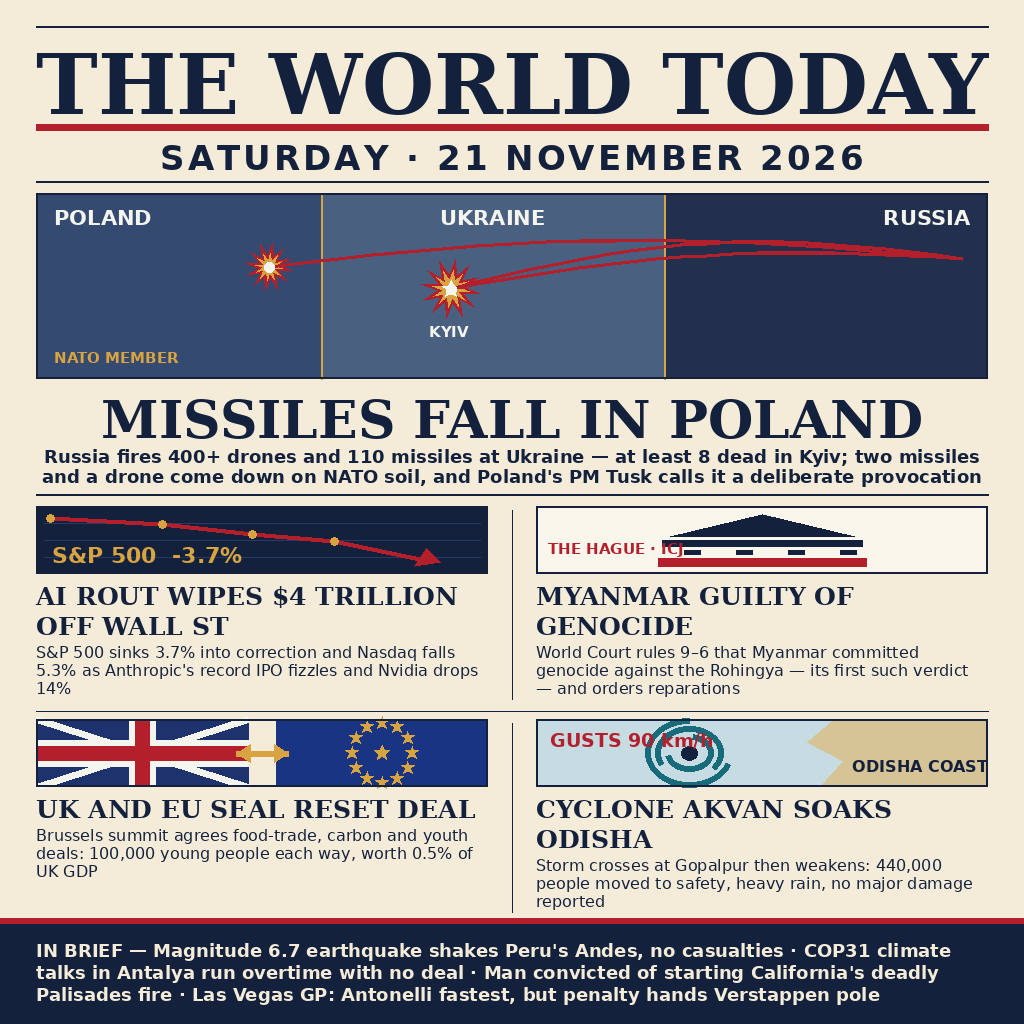 THE WORLD TODAY
SATURDAY · 21 NOVEMBER 2026
POLAND
UKRAINE
RUSSIA
KYIV
NATO MEMBER
MISSILES FALL IN POLAND
Russia fires 400+ drones and 110 missiles at Ukraine — at least 8 dead in Kyiv; two missiles
and a drone come down on NATO soil, and Poland's PM Tusk calls it a deliberate provocation
S&P 500 -3.7%
AI ROUT WIPES $4 TRILLION
OFF WALL ST
S&P 500 sinks 3.7% into correction and Nasdaq falls
5.3% as Anthropic's record IPO fizzles and Nvidia drops
14%
THE HAGUE · ICJ
MYANMAR GUILTY OF
GENOCIDE
World Court rules 9–6 that Myanmar committed
genocide against the Rohingya — its first such verdict
— and orders reparations
UK AND EU SEAL RESET DEAL
Brussels summit agrees food-trade, carbon and youth
deals: 100,000 young people each way, worth 0.5% of
UK GDP
GUSTS 90 km/h
ODISHA COAST
CYCLONE AKVAN SOAKS
ODISHA
Storm crosses at Gopalpur then weakens: 440,000
people moved to safety, heavy rain, no major damage
reported
IN BRIEF — Magnitude 6.7 earthquake shakes Peru's Andes, no casualties · COP31 climate
talks in Antalya run overtime with no deal · Man convicted of starting California's deadly
Palisades fire · Las Vegas GP: Antonelli fastest, but penalty hands Verstappen pole